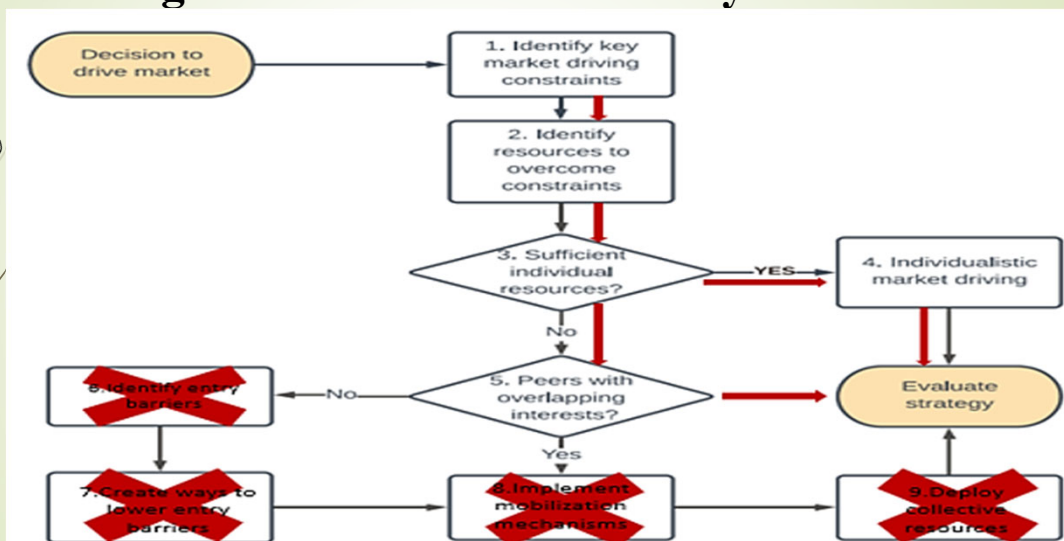 Decision to
drive market
1. Identify key
market driving
constraints
2. Identify
resources to
overcome
constraints
3. Sufficient
individual
resources?
YES
4. Individualistic
market driving
No
5. Peers with
overlapping
interests?
Evaluate
strategy
No
6.Identify entry
barriers
Yes
7.Create ways to
lower entry
barriers
8.Implement
mobilization
mechanisms
9.Deploy
collective
resources